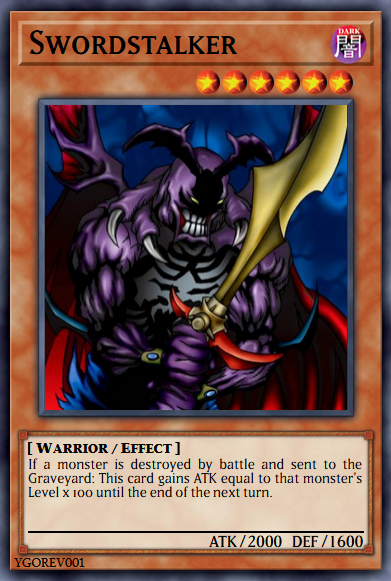 Swordstalker
DARK
闇
[ Warrior / Effect ]
If a monster is destroyed by battle and sent to the
Graveyard: This card gains ATK equal to that monster's
Level x 100 until the end of the next turn.
ATK / 2000 DEF / 1600
YGOREV001